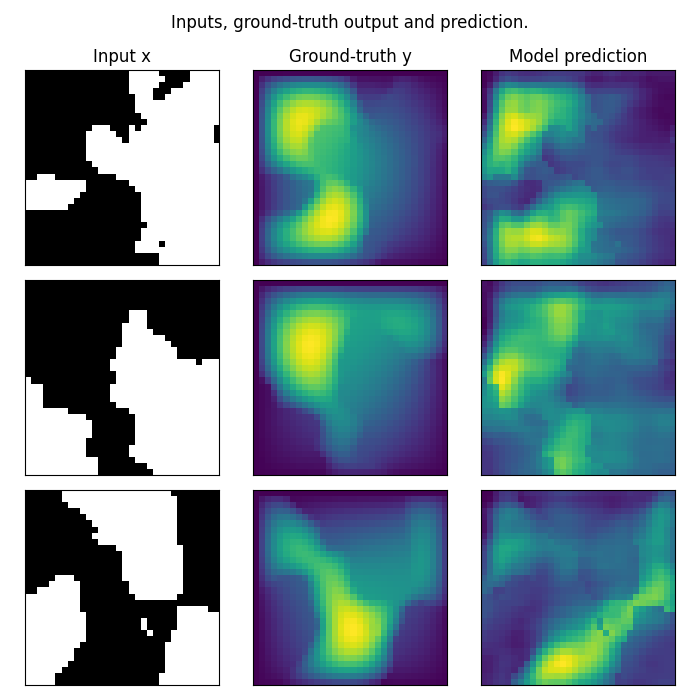 Inputs, ground-truth output and prediction.
Input x
Ground-truth y
Model prediction